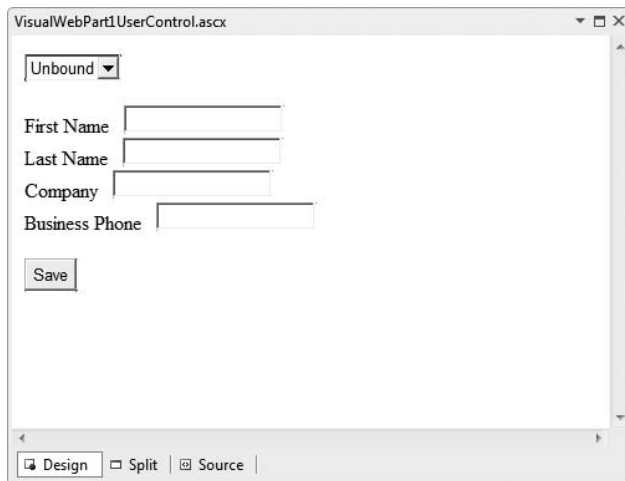 VisualWebPart1UserControl.ascx
Unbound
First Name
Last Name
Company
Business Phone
Save
Design Split Source